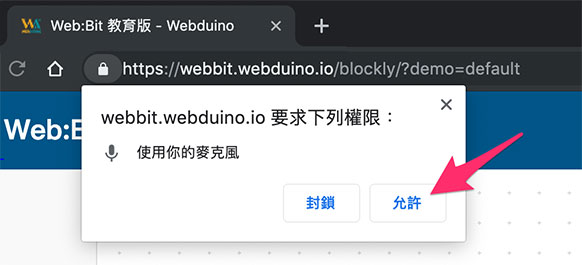 Web:Bit 教育版 - Webduino
https://webbit.webduino.io/blockly/?demo=default
Web:B
webbit.webduino.io 要求下列權限：
使用你的麥克風
封鎖
允許